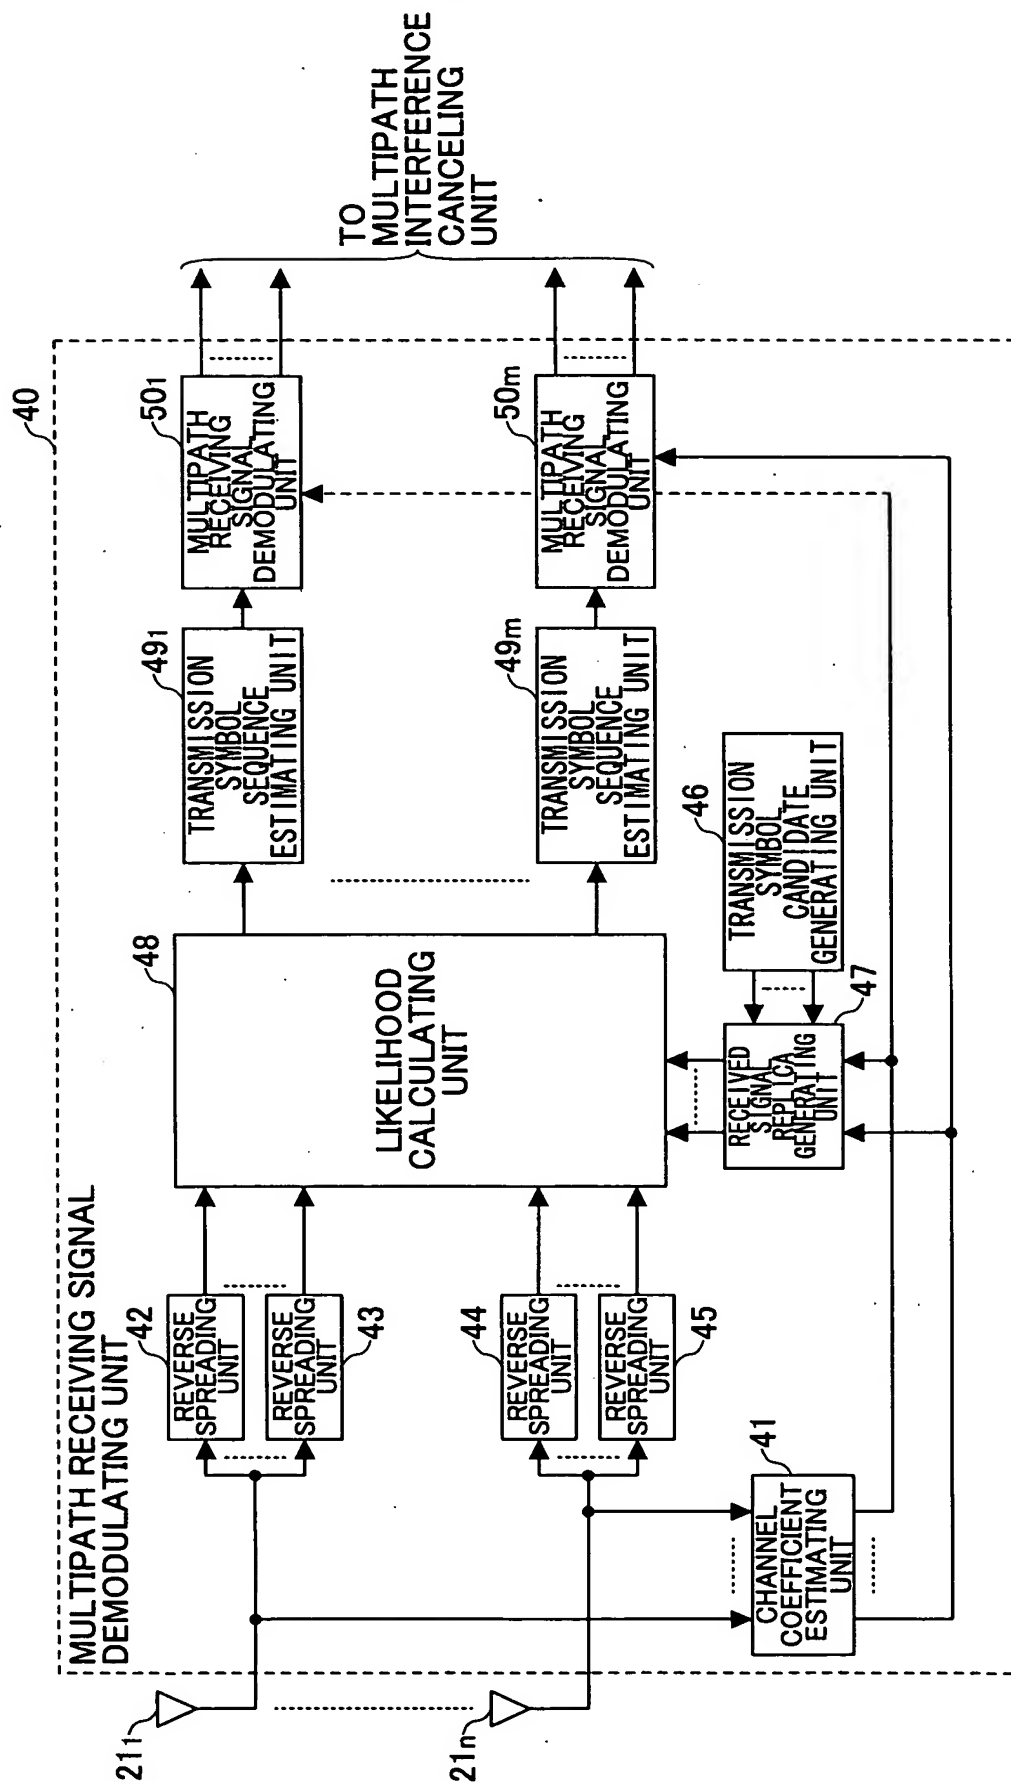 40
MULTIPATH RECEIVING SIGNAL
DEMODULATING UNIT
211
21n
42
REVERSE
SPREADING
UNIT
43
REVERSE
SPREADING
UNIT
44
REVERSE
SPREADING
UNIT
45
REVERSE
SPREADING
UNIT
41
CHANNEL
COEFFICIENT
ESTIMATING
UNIT
48
LIKELIHOOD
CALCULATING
UNIT
47
RECEIVED
SIGNAL
REPLICA
GENERATING
UNIT
46
TRANSMISSION
SYMBOL
CANDIDATE
GENERATING UNIT
491
TRANSMISSION
SYMBOL
SEQUENCE
ESTIMATING UNIT
49m
TRANSMISSION
SYMBOL
SEQUENCE
ESTIMATING UNIT
501
MULTIPATH
RECEIVING
SIGNAL
DEMODULATING
UNIT
50m
MULTIPATH
RECEIVING
SIGNAL
DEMODULATING
UNIT
TO
MULTIPATH
INTERFERENCE
CANCELING
UNIT